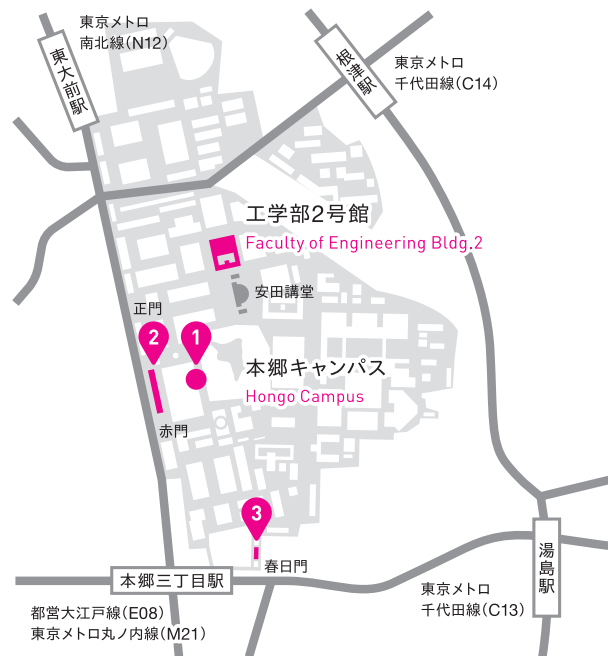 東京メトロ
南北線（N12）
東大前駅
根津駅
東京メトロ
千代田線（C14）
工学部2号館
Faculty of Engineering Bldg.2
安田講堂
正門
2
1
本郷キャンパス
Hongo Campus
赤門
3
春日門
湯島駅
本郷三丁目駅
東京メトロ
千代田線（C13）
都営大江戸線（E08）
東京メトロ丸ノ内線（M21）